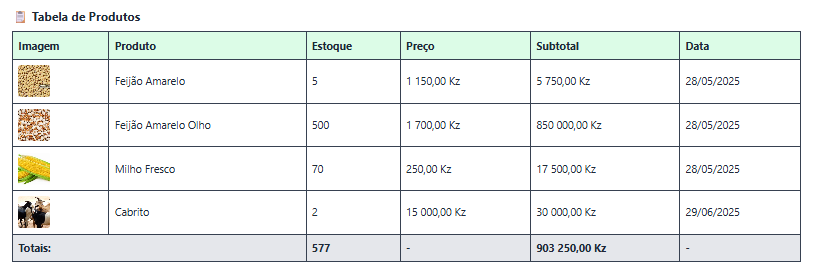 Tabela de Produtos
Imagem Produto Estoque Preço Subtotal Data
Feijão Amarelo 5 1 150,00 Kz 5 750,00 Kz 28/05/2025
Feijão Amarelo Olho 500 1 700,00 Kz 850 000,00 Kz 28/05/2025
Milho Fresco 70 250,00 Kz 17 500,00 Kz 28/05/2025
Cabrito 2 15 000,00 Kz 30 000,00 Kz 29/06/2025
Totais: 577 - 903 250,00 Kz -